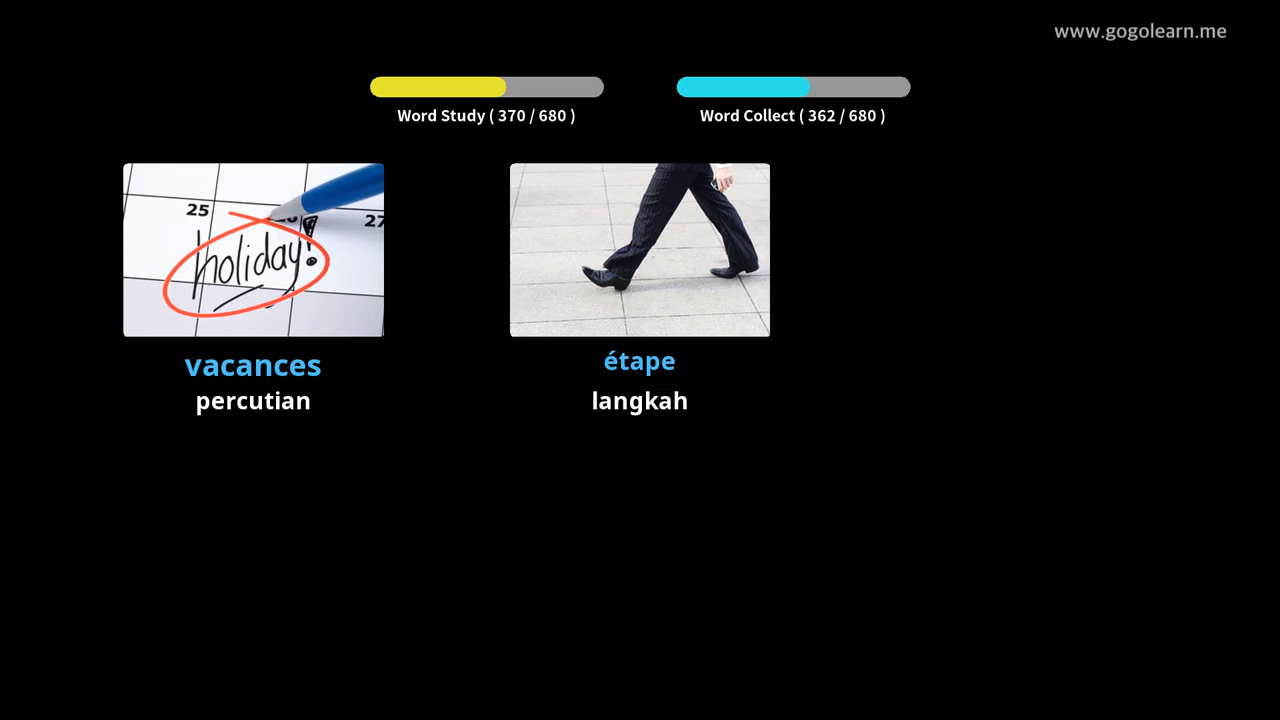 www.gogolearn.me
Word Study ( 370 / 680 )
Word Collect ( 362 / 680 )
25
27
holiday!
vacances
percutian
étape
langkah